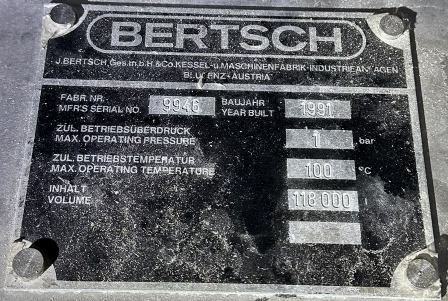 BERTSCH
J.BERTSCH, Ges.m.b.H.&Co.KESSEL-u.MASCHINENFABRIK-INDUSTRIEANLAGEN
BLUDENZ-AUSTRIA
FABR. NR. BAUJAHR
MFR'S SERIAL NO. 9946 YEAR BUILT 1991
ZUL. BETRIEBSÜBERDRUCK
MAX. OPERATING PRESSURE 1 bar
ZUL. BETRIEBSTEMPERATUR
MAX. OPERATING TEMPERATURE 100 °C
INHALT
VOLUME 118 000 l